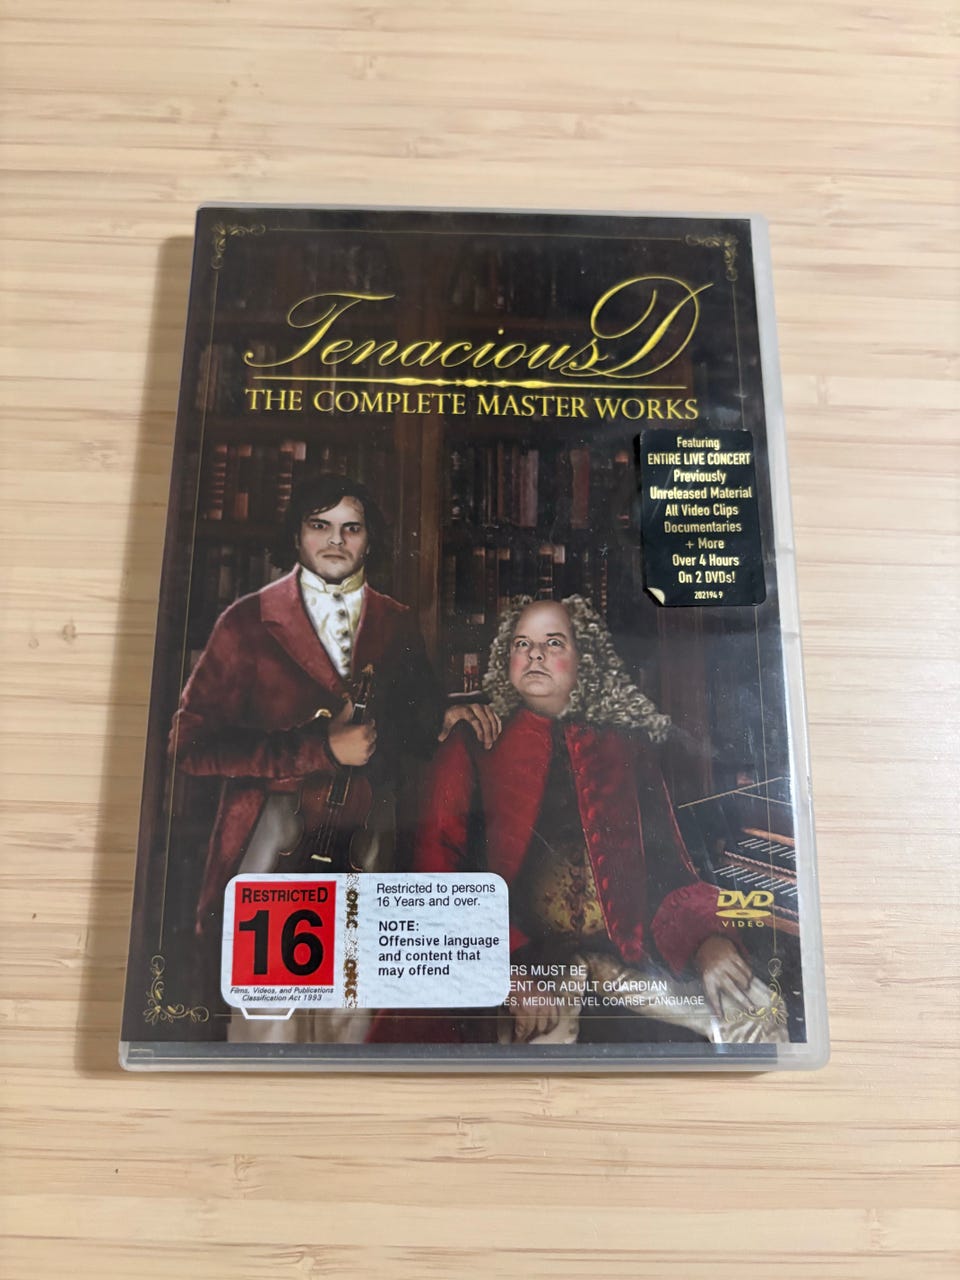 Tenacious D
THE COMPLETE MASTER WORKS
Featuring
ENTIRE LIVE CONCERT
Previously
Unreleased Material
All Video Clips
Documentaries
+ More
Over 4 Hours
On 2 DVDs!
202194 9
DVD
VIDEO
RESTRICTED
16
Films, Videos, and Publications
Classification Act 1993
OFLC
Restricted to persons
16 Years and over.
NOTE:
Offensive language
and content that
may offend
RS MUST BE
ENT OR ADULT GUARDIAN
ES, MEDIUM LEVEL COARSE LANGUAGE